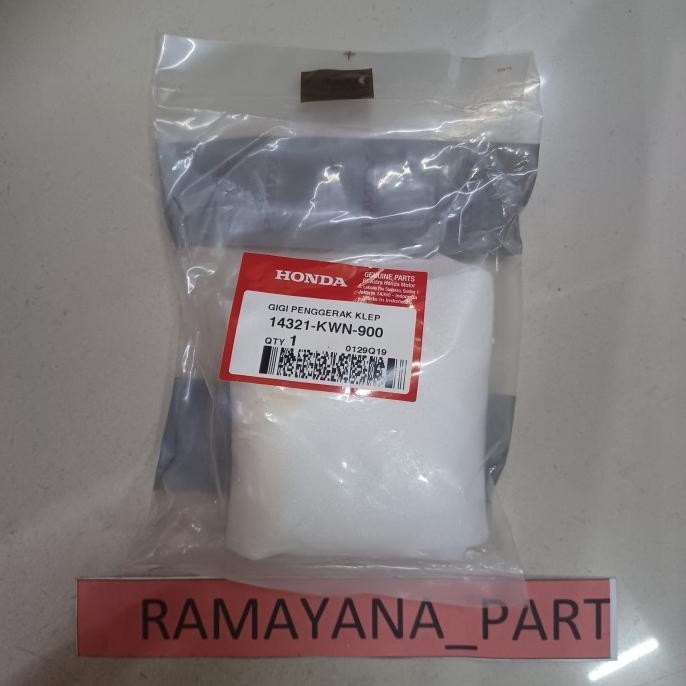 HONDA
GENUINE PARTS
GIGI PENGGERAK KLEP
14321-KWN-900
QTY 1
0129Q19
RAMAYANA_PART